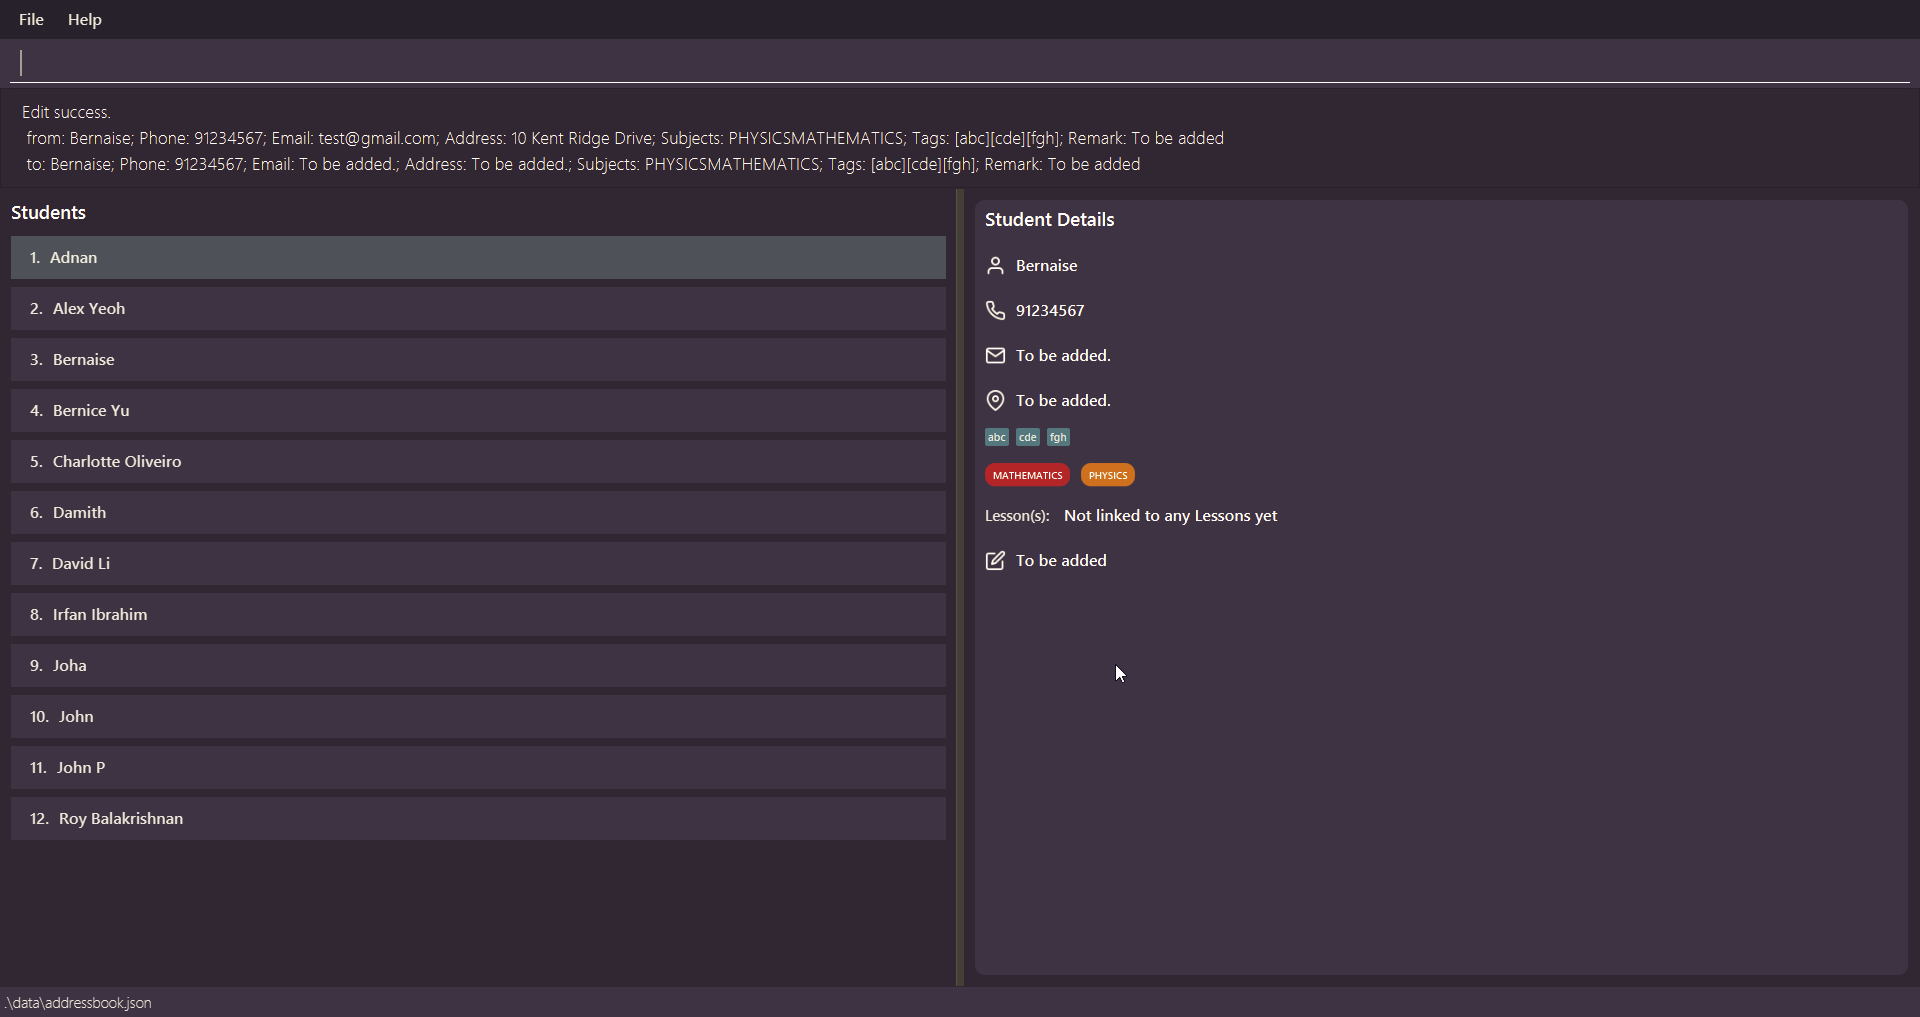 File Help
Edit success.
from: Bernaise; Phone: 91234567; Email: test@gmail.com; Address: 10 Kent Ridge Drive; Subjects: PHYSICSMATHEMATICS; Tags: [abc][cde][fgh]; Remark: To be added
to: Bernaise; Phone: 91234567; Email: To be added.; Address: To be added.; Subjects: PHYSICSMATHEMATICS; Tags: [abc][cde][fgh]; Remark: To be added
Students
1. Adnan
2. Alex Yeoh
3. Bernaise
4. Bernice Yu
5. Charlotte Oliveiro
6. Damith
7. David Li
8. Irfan Ibrahim
9. Joha
10. John
11. John P
12. Roy Balakrishnan
Student Details
Bernaise
91234567
To be added.
To be added.
abc cde fgh
MATHEMATICS PHYSICS
Lesson(s): Not linked to any Lessons yet
To be added
.\data\addressbook.json